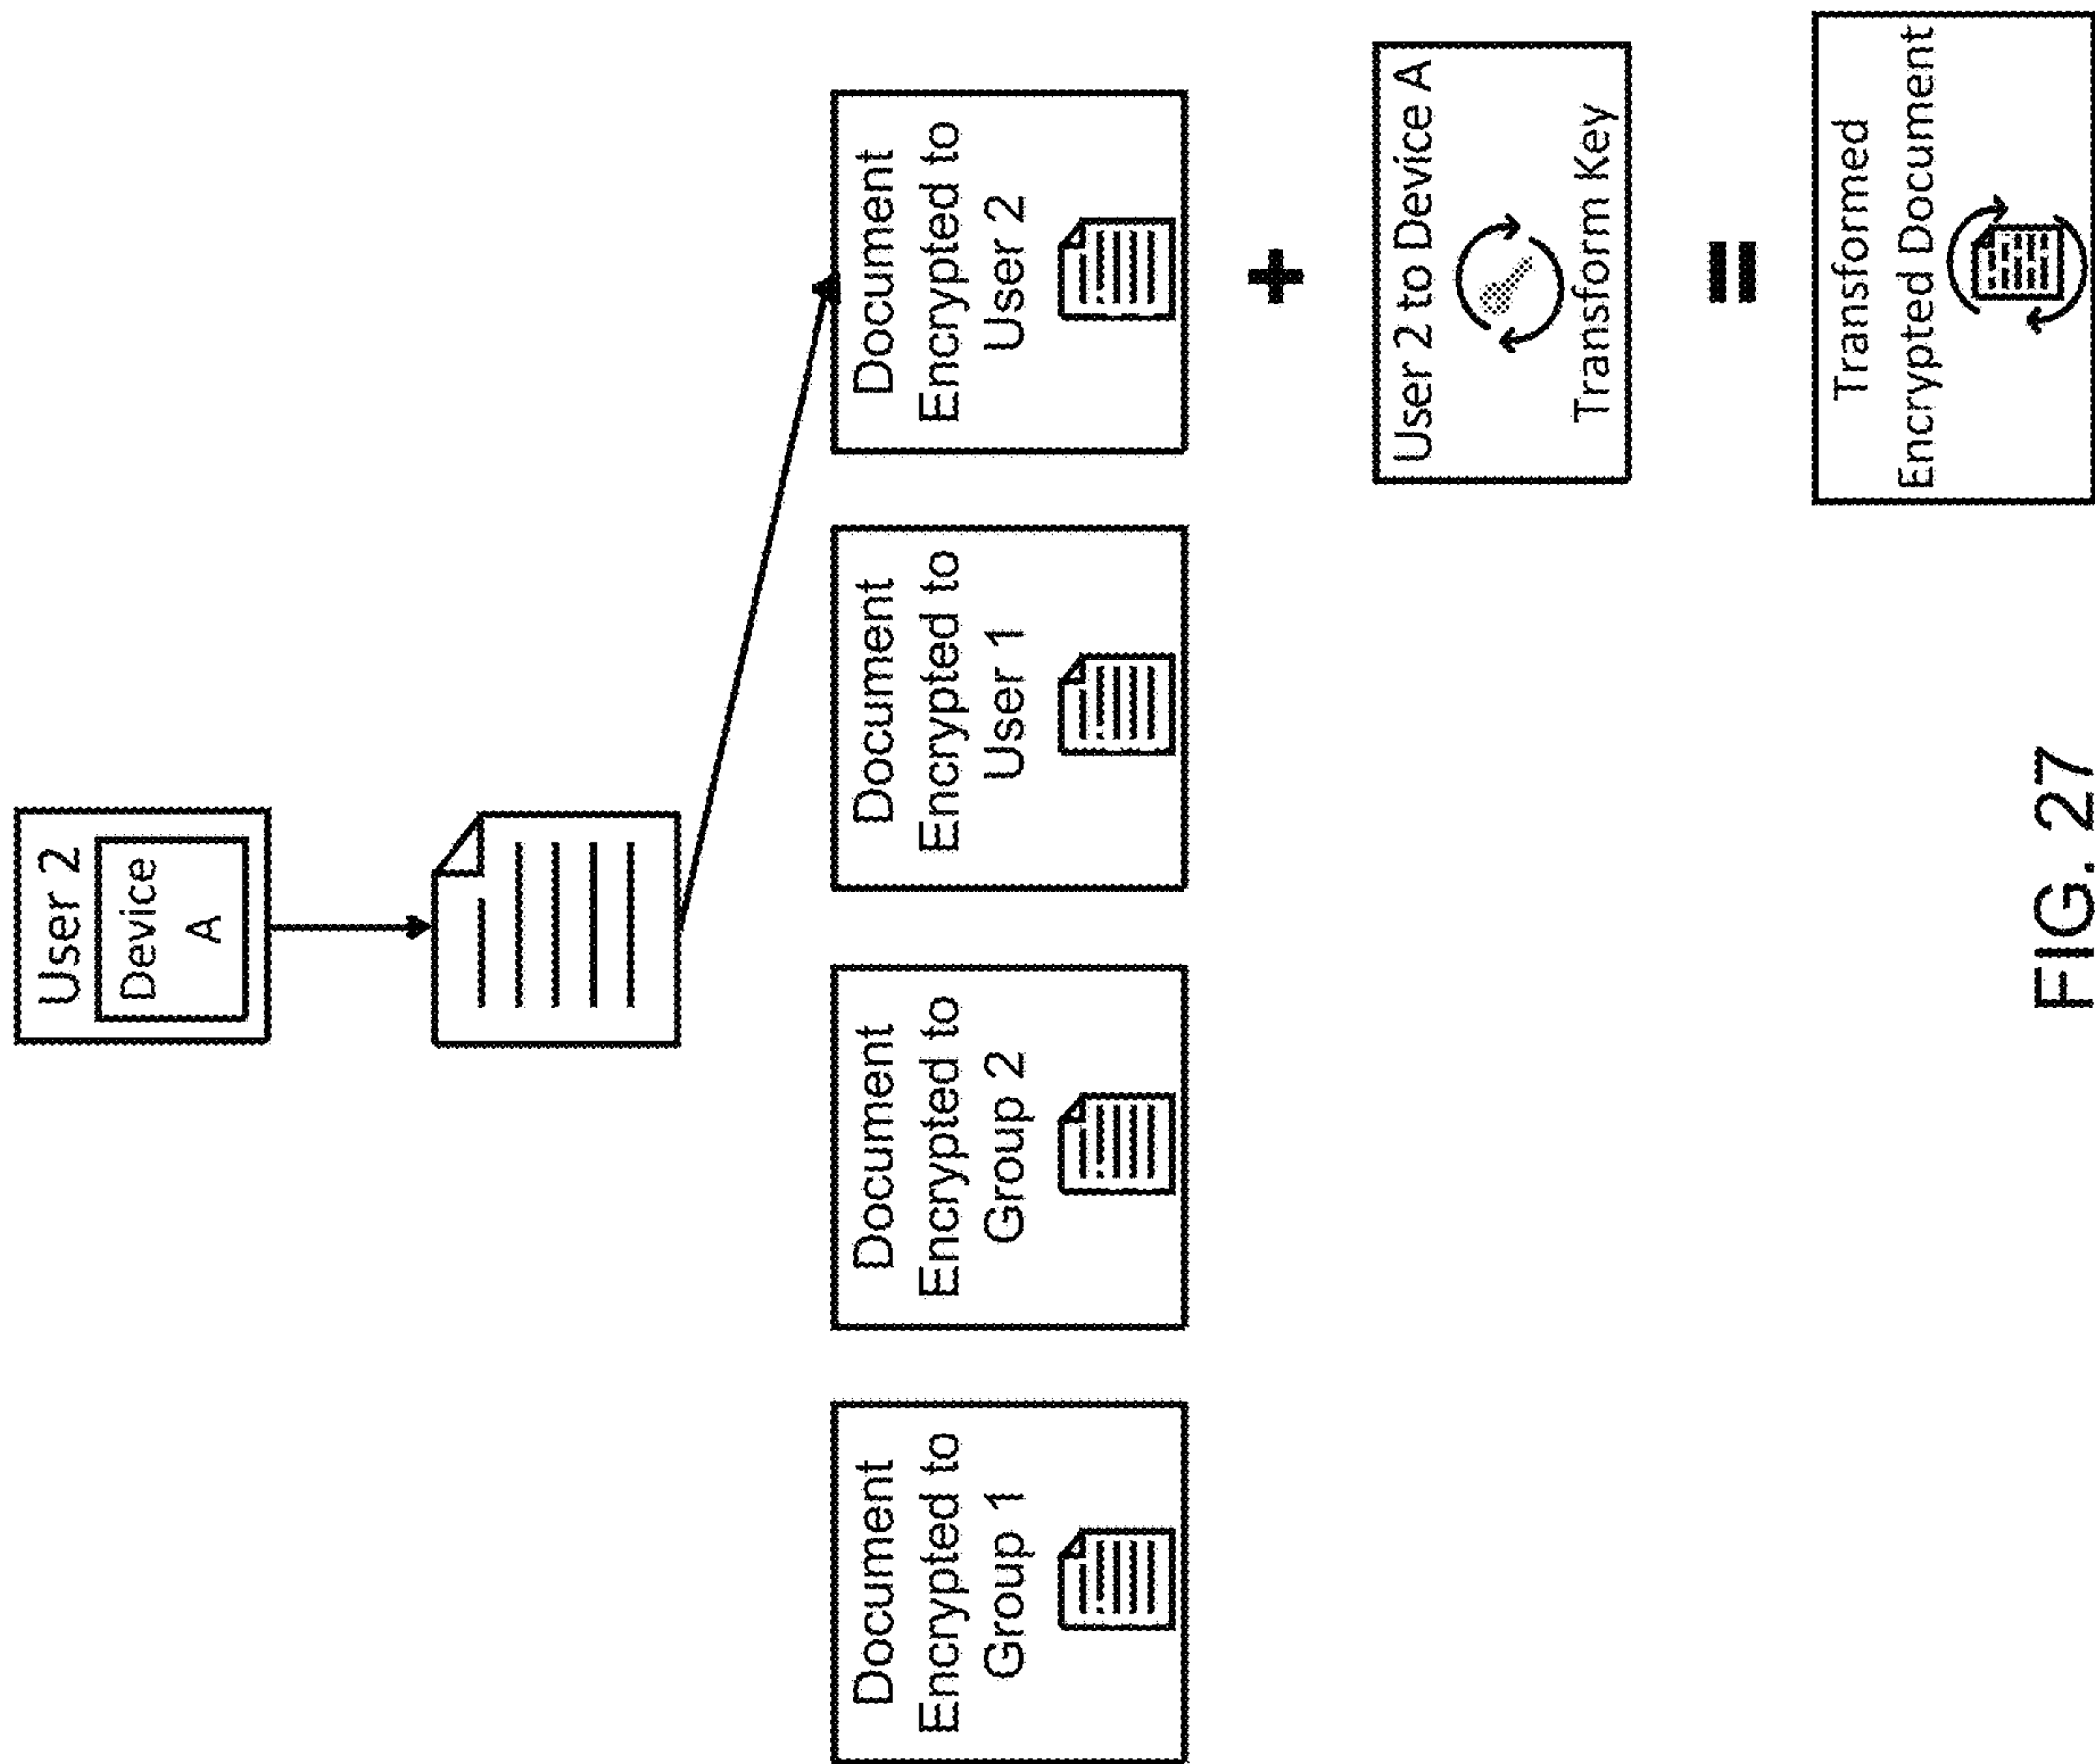 User 2
Device
A
Document
Encrypted to
Group 1
Document
Encrypted to
Group 2
Document
Encrypted to
User 1
Document
Encrypted to
User 2
+
User 2 to Device A
Transform Key
=
Transformed
Encrypted Document
FIG. 27